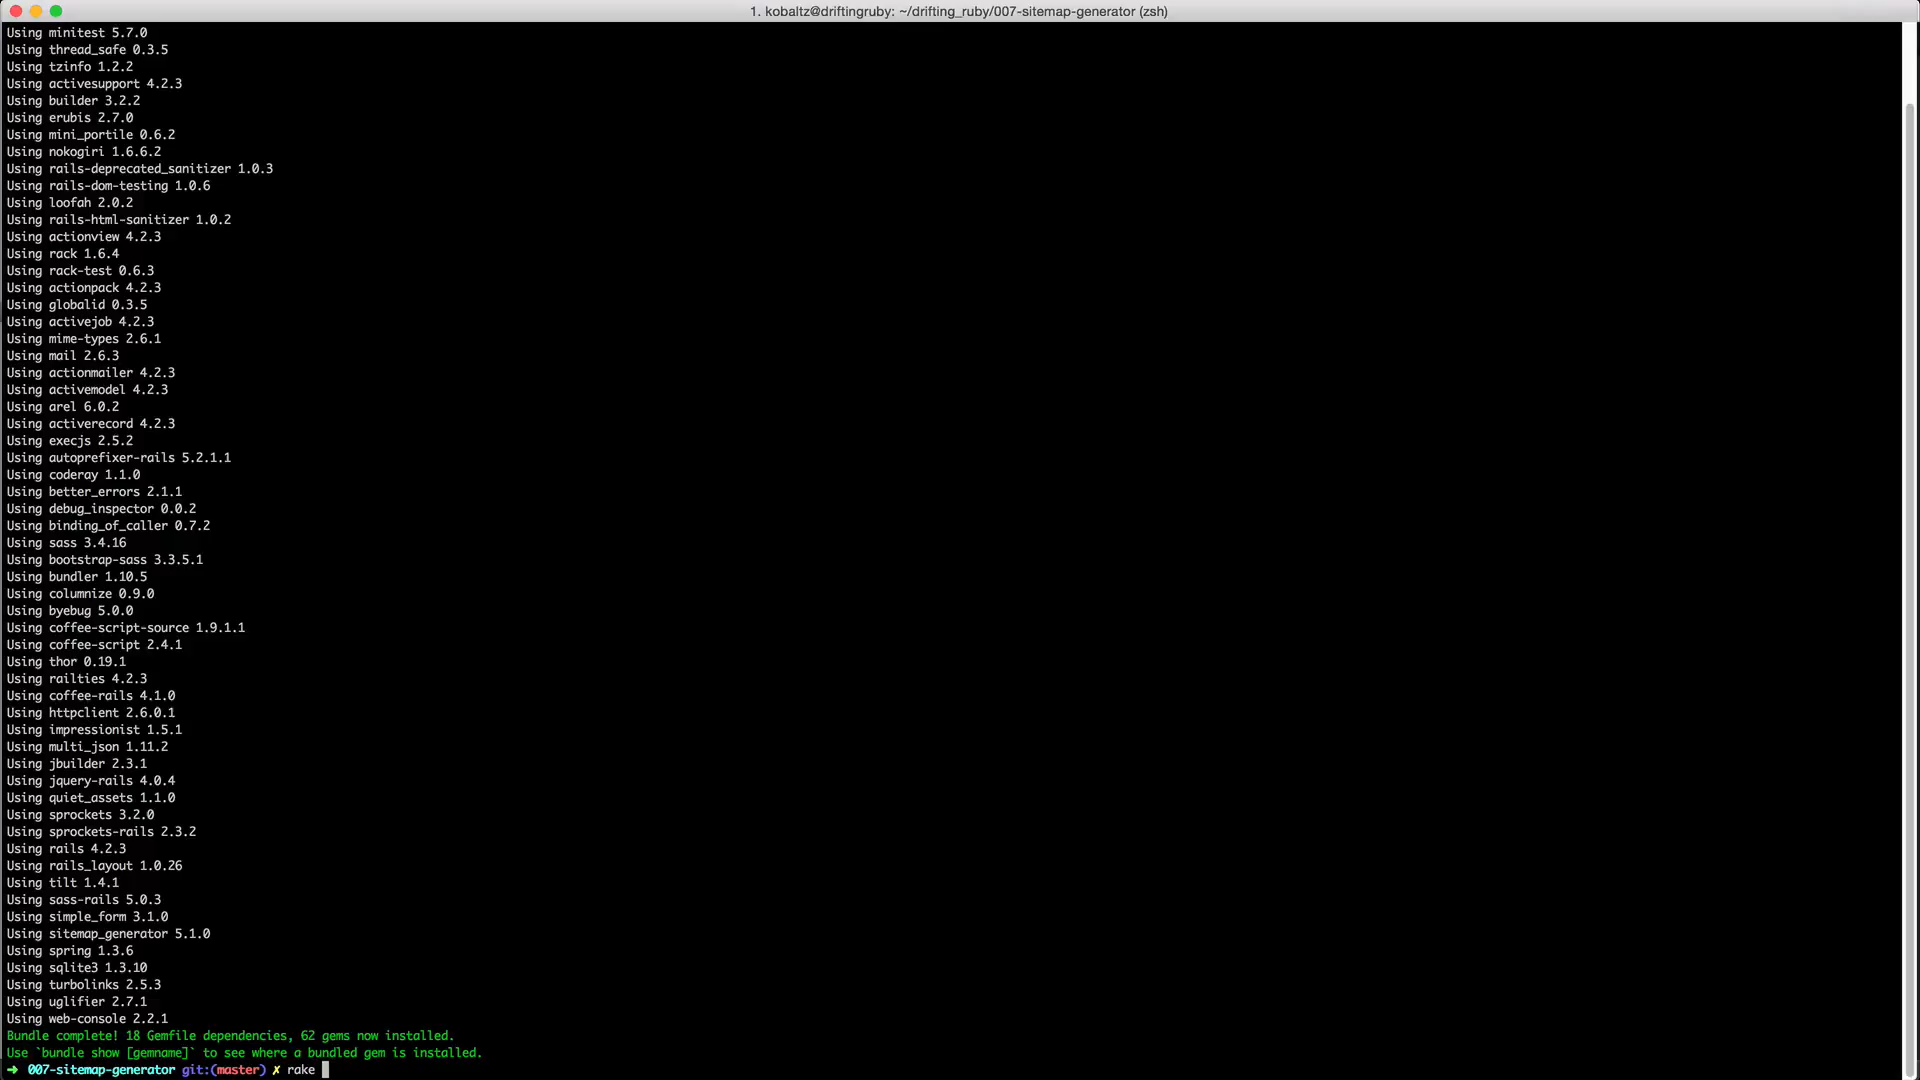 1. kobaltz@driftingruby: ~/drifting_ruby/007-sitemap-generator (zsh)
Using minitest 5.7.0
Using thread_safe 0.3.5
Using tzinfo 1.2.2
Using activesupport 4.2.3
Using builder 3.2.2
Using erubis 2.7.0
Using mini_portile 0.6.2
Using nokogiri 1.6.6.2
Using rails-deprecated_sanitizer 1.0.3
Using rails-dom-testing 1.0.6
Using loofah 2.0.2
Using rails-html-sanitizer 1.0.2
Using actionview 4.2.3
Using rack 1.6.4
Using rack-test 0.6.3
Using actionpack 4.2.3
Using globalid 0.3.5
Using activejob 4.2.3
Using mime-types 2.6.1
Using mail 2.6.3
Using actionmailer 4.2.3
Using activemodel 4.2.3
Using arel 6.0.2
Using activerecord 4.2.3
Using execjs 2.5.2
Using autoprefixer-rails 5.2.1.1
Using coderay 1.1.0
Using better_errors 2.1.1
Using debug_inspector 0.0.2
Using binding_of_caller 0.7.2
Using sass 3.4.16
Using bootstrap-sass 3.3.5.1
Using bundler 1.10.5
Using columnize 0.9.0
Using byebug 5.0.0
Using coffee-script-source 1.9.1.1
Using coffee-script 2.4.1
Using thor 0.19.1
Using railties 4.2.3
Using coffee-rails 4.1.0
Using httpclient 2.6.0.1
Using impressionist 1.5.1
Using multi_json 1.11.2
Using jbuilder 2.3.1
Using jquery-rails 4.0.4
Using quiet_assets 1.1.0
Using sprockets 3.2.0
Using sprockets-rails 2.3.2
Using rails 4.2.3
Using rails_layout 1.0.26
Using tilt 1.4.1
Using sass-rails 5.0.3
Using simple_form 3.1.0
Using sitemap_generator 5.1.0
Using spring 1.3.6
Using sqlite3 1.3.10
Using turbolinks 2.5.3
Using uglifier 2.7.1
Using web-console 2.2.1
Bundle complete! 18 Gemfile dependencies, 62 gems now installed.
Use `bundle show [gemname]` to see where a bundled gem is installed.
➜ 007-sitemap-generator git:(master) ✗ rake